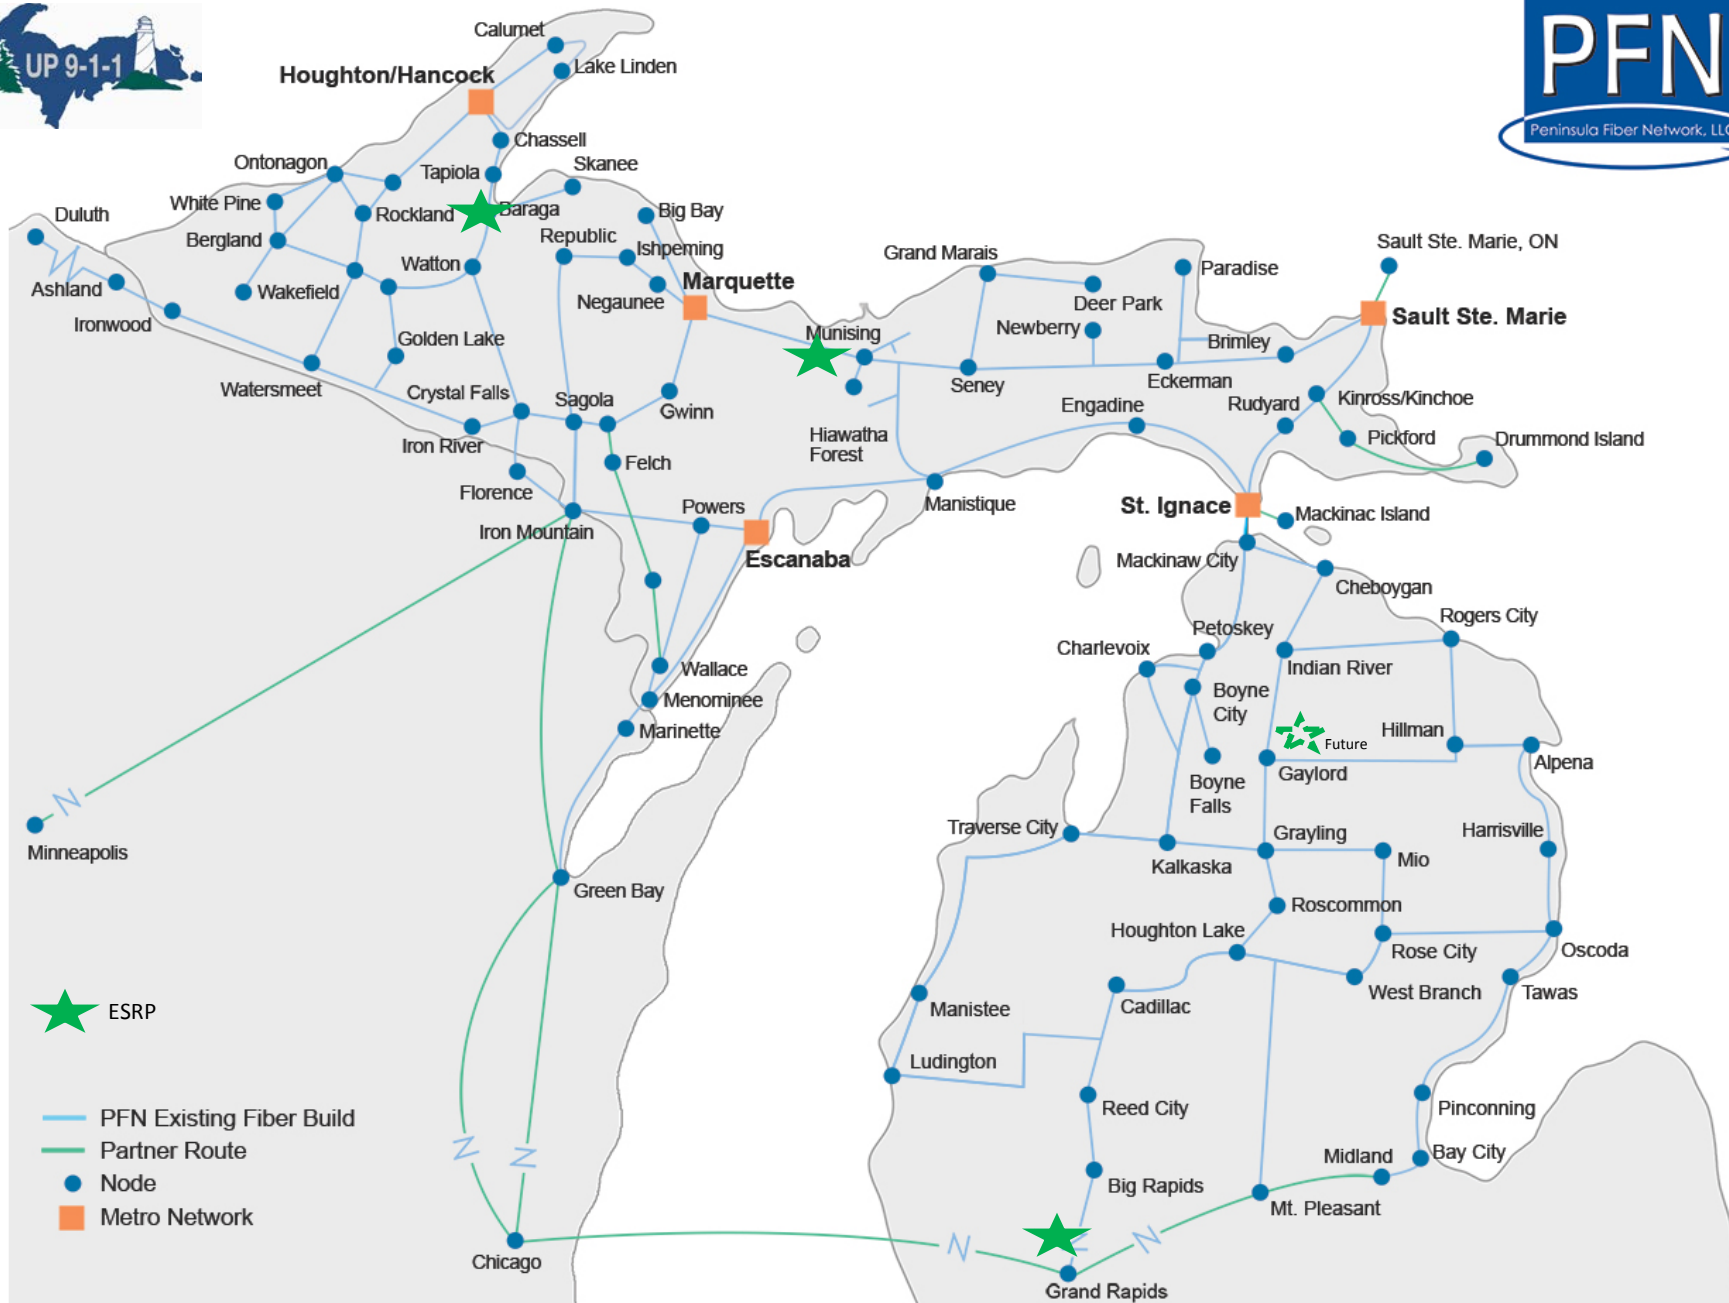 UP 9-1-1
PFN
Peninsula Fiber Network, LLC
Calumet
Lake Linden
Houghton/Hancock
Chassell
Ontonagon
Tapiola
Skanee
White Pine
Rockland
Baraga
Big Bay
Duluth
Bergland
Republic
Ishpeming
Watton
Grand Marais
Sault Ste. Marie, ON
Paradise
Ashland
Wakefield
Negaunee
Marquette
Deer Park
Ironwood
Newberry
Sault Ste. Marie
Golden Lake
Munising
Brimley
Watersmeet
Crystal Falls
Sagola
Gwinn
Seney
Eckerman
Engadine
Rudyard
Kinross/Kinchoe
Iron River
Hiawatha
Forest
Pickford
Drummond Island
Felch
Florence
Powers
Manistique
St. Ignace
Mackinac Island
Iron Mountain
Escanaba
Mackinaw City
Cheboygan
Rogers City
Petoskey
Charlevoix
Indian River
Wallace
Menominee
Boyne
City
Marinette
Hillman
Future
Alpena
Gaylord
Boyne
Falls
Traverse City
Grayling
Harrisville
Minneapolis
Kalkaska
Mio
Green Bay
Roscommon
Houghton Lake
Rose City
Oscoda
West Branch
Tawas
Cadillac
Manistee
ESRP
Ludington
Reed City
Pinconning
PFN Existing Fiber Build
Partner Route
Node
Metro Network
Midland
Bay City
Big Rapids
Mt. Pleasant
Chicago
Grand Rapids